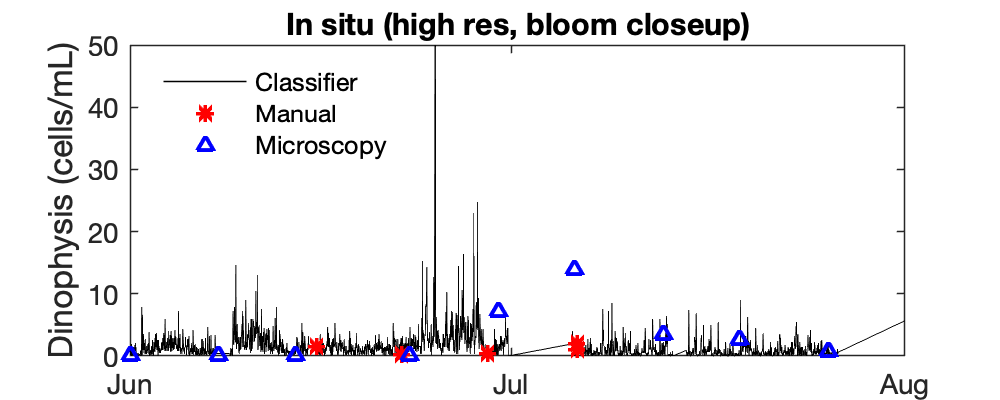 In situ (high res, bloom closeup)
Dinophysis (cells/mL)
50
40
30
20
10
0
Classifier
Manual
Microscopy
Jun
Jul
Aug